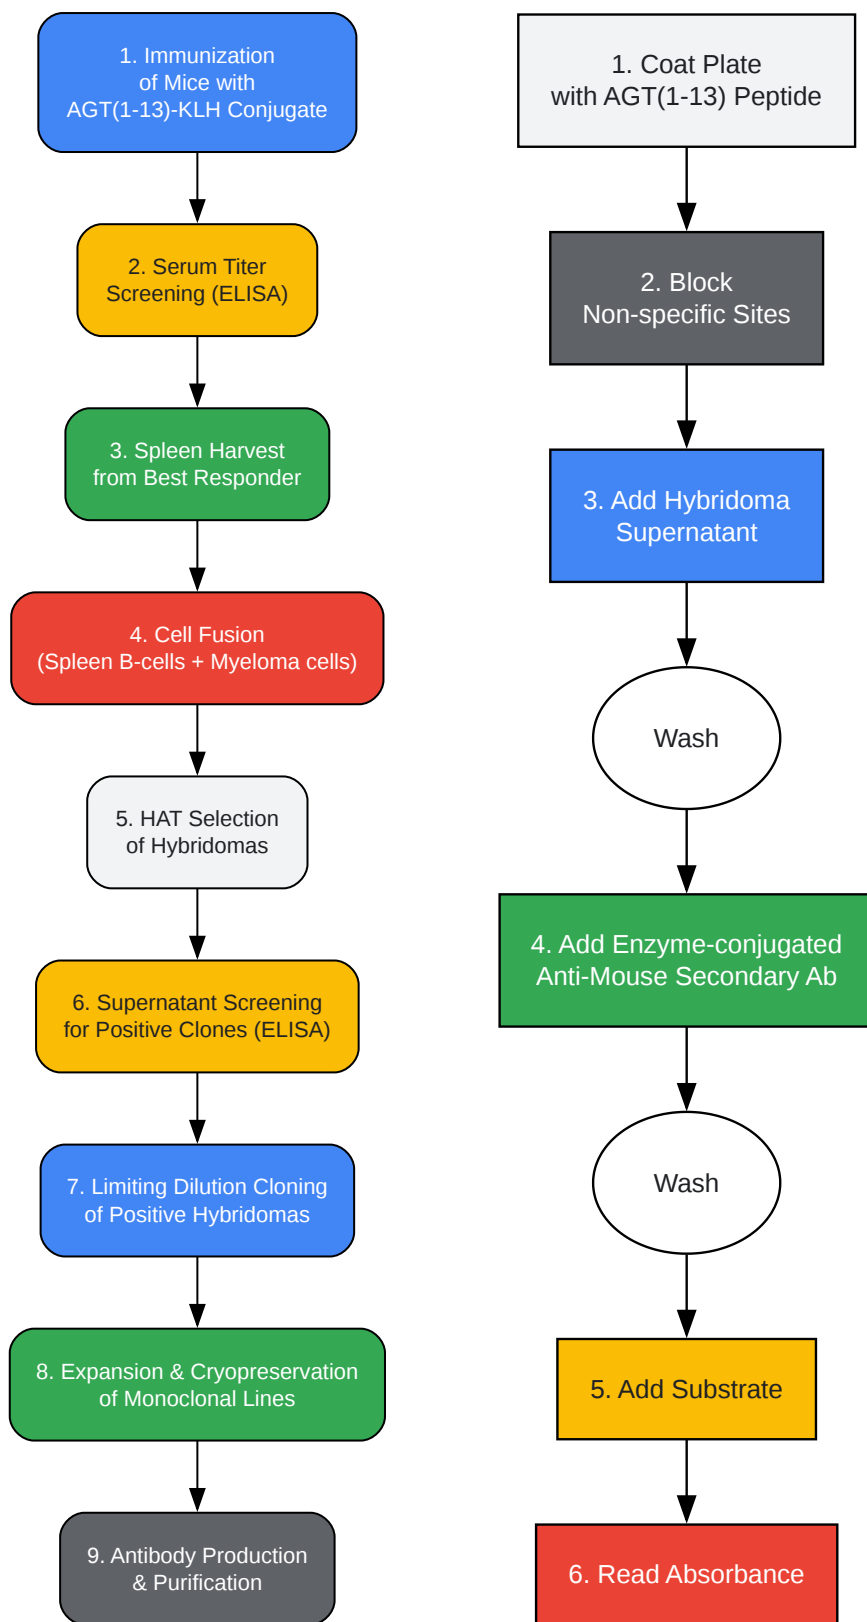 1. Immunization
of Mice with
AGT(1-13)-KLH Conjugate
2. Serum Titer
Screening (ELISA)
3. Spleen Harvest
from Best Responder
4. Cell Fusion
(Spleen B-cells + Myeloma cells)
5. HAT Selection
of Hybridomas
6. Supernatant Screening
for Positive Clones (ELISA)
7. Limiting Dilution Cloning
of Positive Hybridomas
8. Expansion & Cryopreservation
of Monoclonal Lines
9. Antibody Production
& Purification
1. Coat Plate
with AGT(1-13) Peptide
2. Block
Non-specific Sites
3. Add Hybridoma
Supernatant
Wash
4. Add Enzyme-conjugated
Anti-Mouse Secondary Ab
Wash
5. Add Substrate
6. Read Absorbance